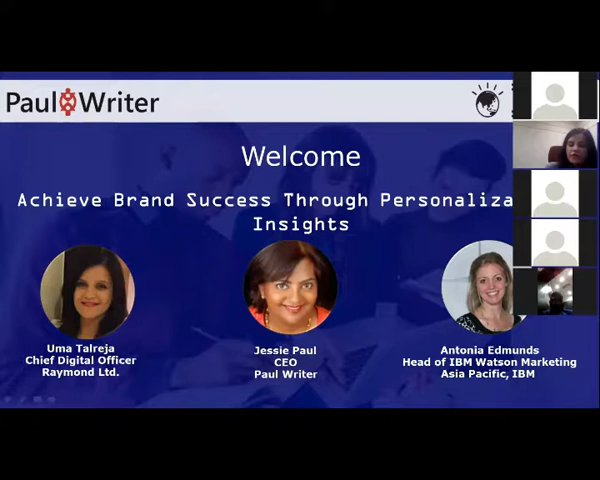 Paul Writer
Welcome
Achieve Brand Success Through Personaliza
Insights
Uma Talreja
Chief Digital Officer
Raymond Ltd.
Jessie Paul
CEO
Paul Writer
Antonia Edmunds
Head of IBM Watson Marketing
Asia Pacific, IBM